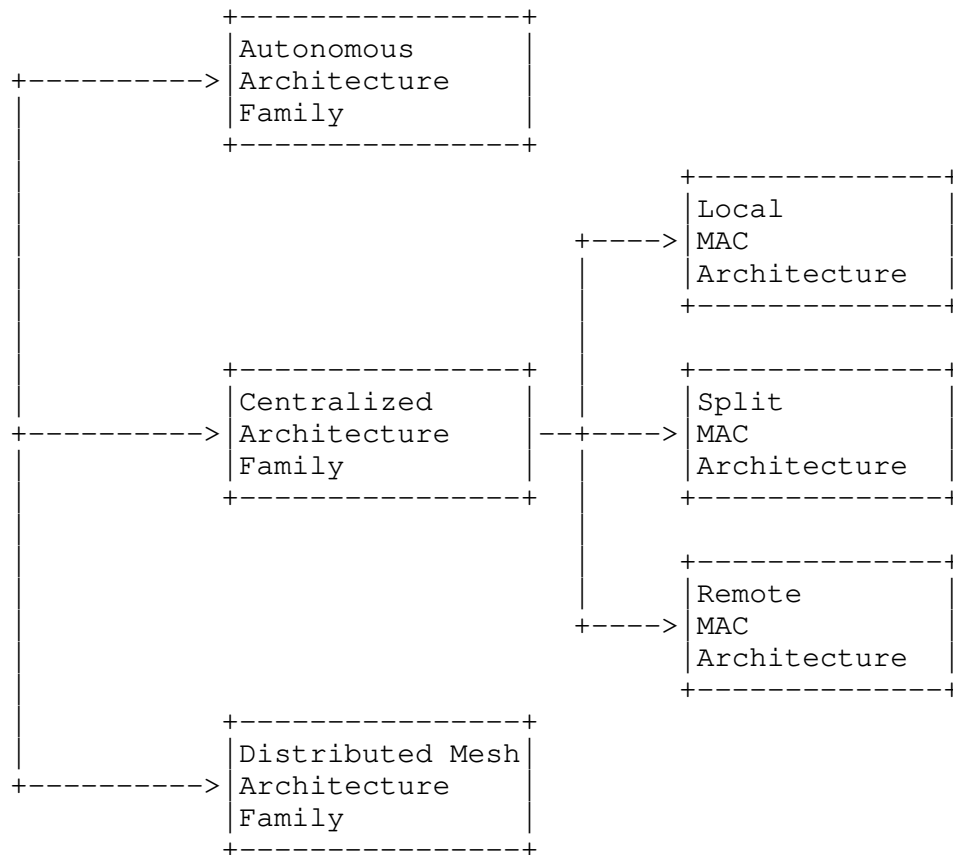 Autonomous
Architecture
Family
Local
MAC
Architecture
Centralized
Architecture
Family
Split
MAC
Architecture
Remote
MAC
Architecture
Distributed Mesh
Architecture
Family